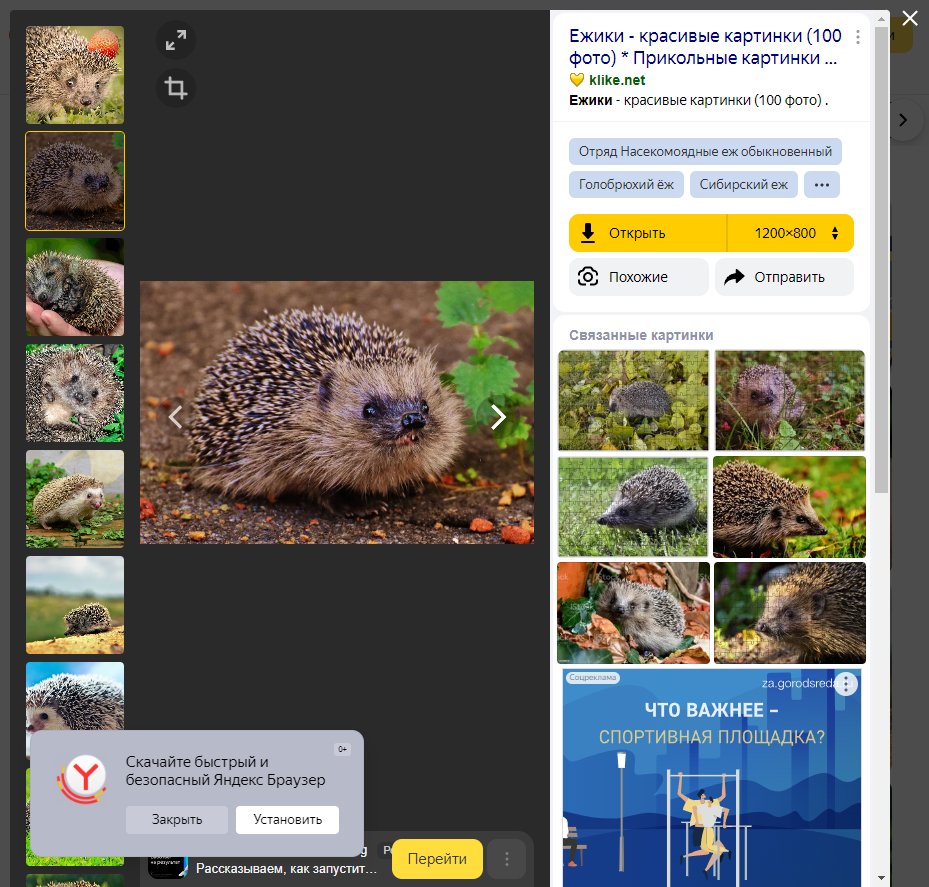 Ежики - красивые картинки (100
фото) * Прикольные картинки ...
klike.net
Ежики - красивые картинки (100 фото) .
Отряд Насекомоядные еж обыкновенный
Голобрюхий ёж
Сибирский еж
Открыть
1200×800
Похожие
Отправить
Связанные картинки
Соцреклама
za.gorodsreda
ЧТО ВАЖНЕЕ –
СПОРТИВНАЯ ПЛОЩАДКА?
0+
Скачайте быстрый и
безопасный Яндекс Браузер
Закрыть
Установить
Рассказываем, как запустит...
Перейти